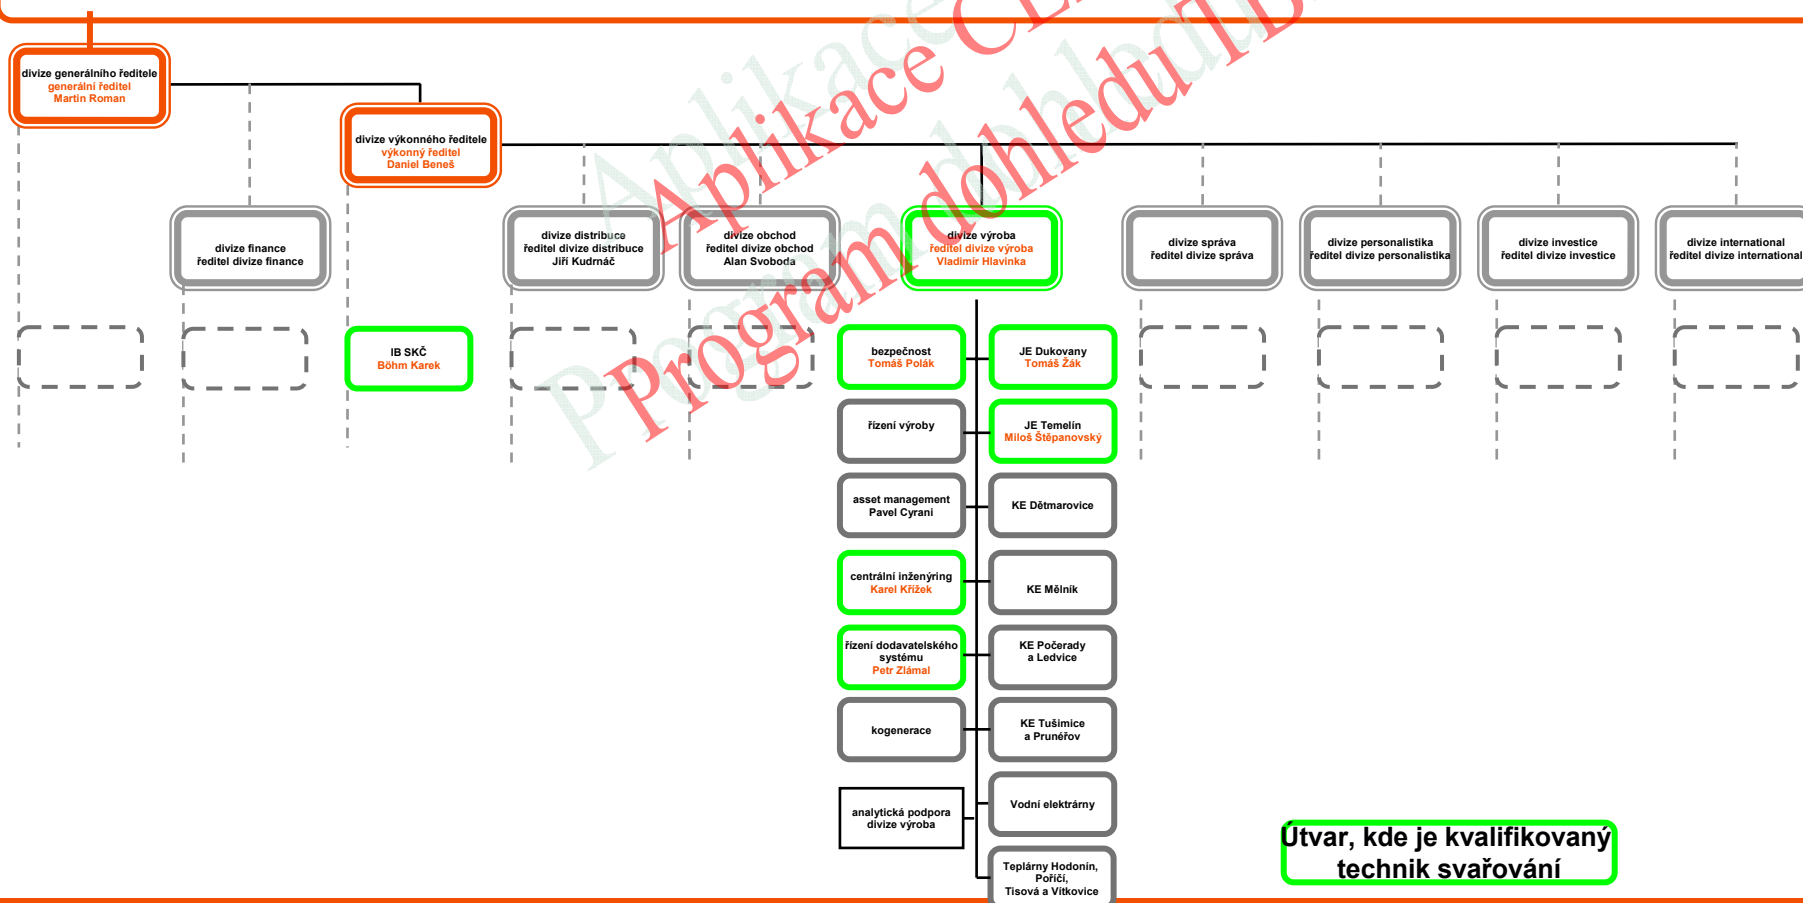 divize generálního ředitele
generální ředitel
Martin Roman
divize výkonného ředitele
výkonný ředitel
Daniel Beneš
divize finance
ředitel divize finance
divize distribuce
ředitel divize distribuce
Jiří Kudrnáč
divize obchod
ředitel divize obchod
Alan Svoboda
divize výroba
ředitel divize výroba
Vladimír Hlavinka
divize správa
ředitel divize správa
divize personalistika
ředitel divize personalistika
divize investice
ředitel divize investice
divize international
ředitel divize international
IB SKČ
Böhm Karek
bezpečnost
Tomáš Polák
JE Dukovany
Tomáš Žák
řízení výroby
JE Temelín
Miloš Štěpanovský
asset management
Pavel Cyrani
KE Dětmarovice
centrální inženýring
Karel Křížek
KE Mělník
řízení dodavatelského
systému
Petr Zlámal
KE Počerady
a Ledvice
kogenerace
KE Tušimice
a Prunéřov
analytická podpora
divize výroba
Vodní elektrárny
Teplárny Hodonín,
Poříčí,
Tisová a Vítkovice
Útvar, kde je kvalifikovaný
technik svařování
Aplikace
Program dohledu